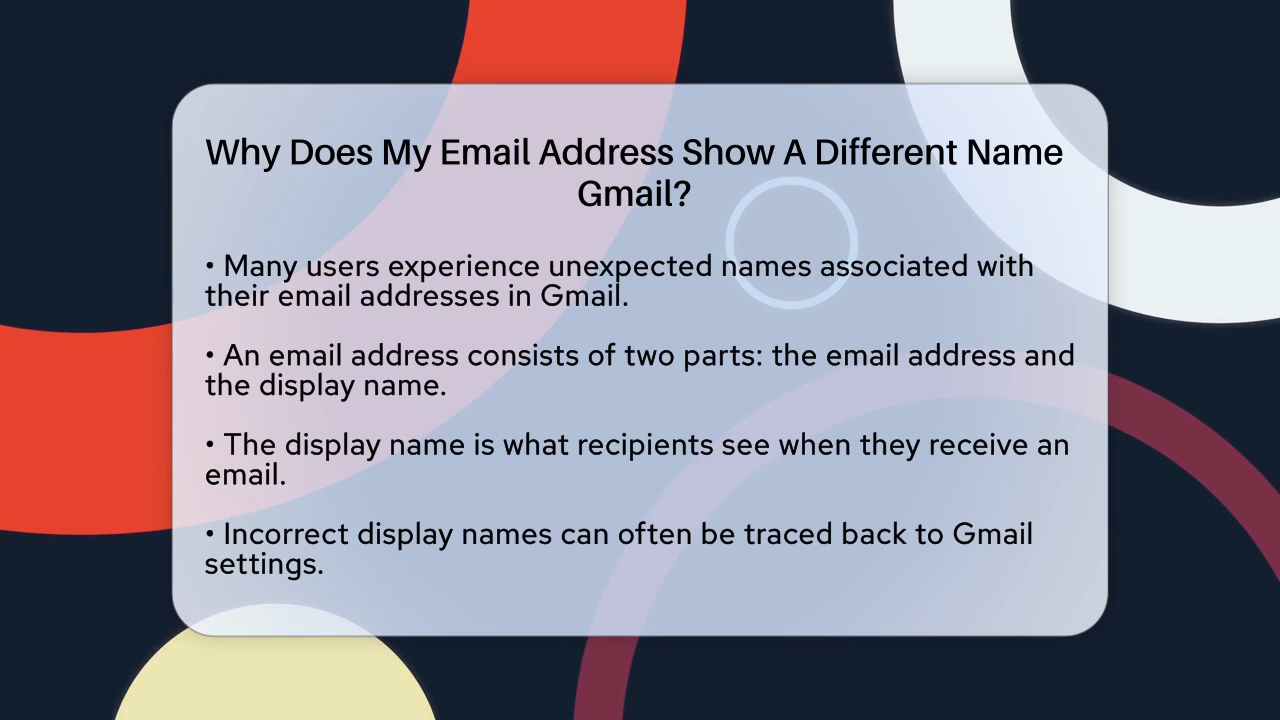 Why Does My Email Address Show A Different Name
Gmail?
• Many users experience unexpected names associated with
their email addresses in Gmail.
• An email address consists of two parts: the email address and
the display name.
• The display name is what recipients see when they receive an
email.
• Incorrect display names can often be traced back to Gmail
settings.